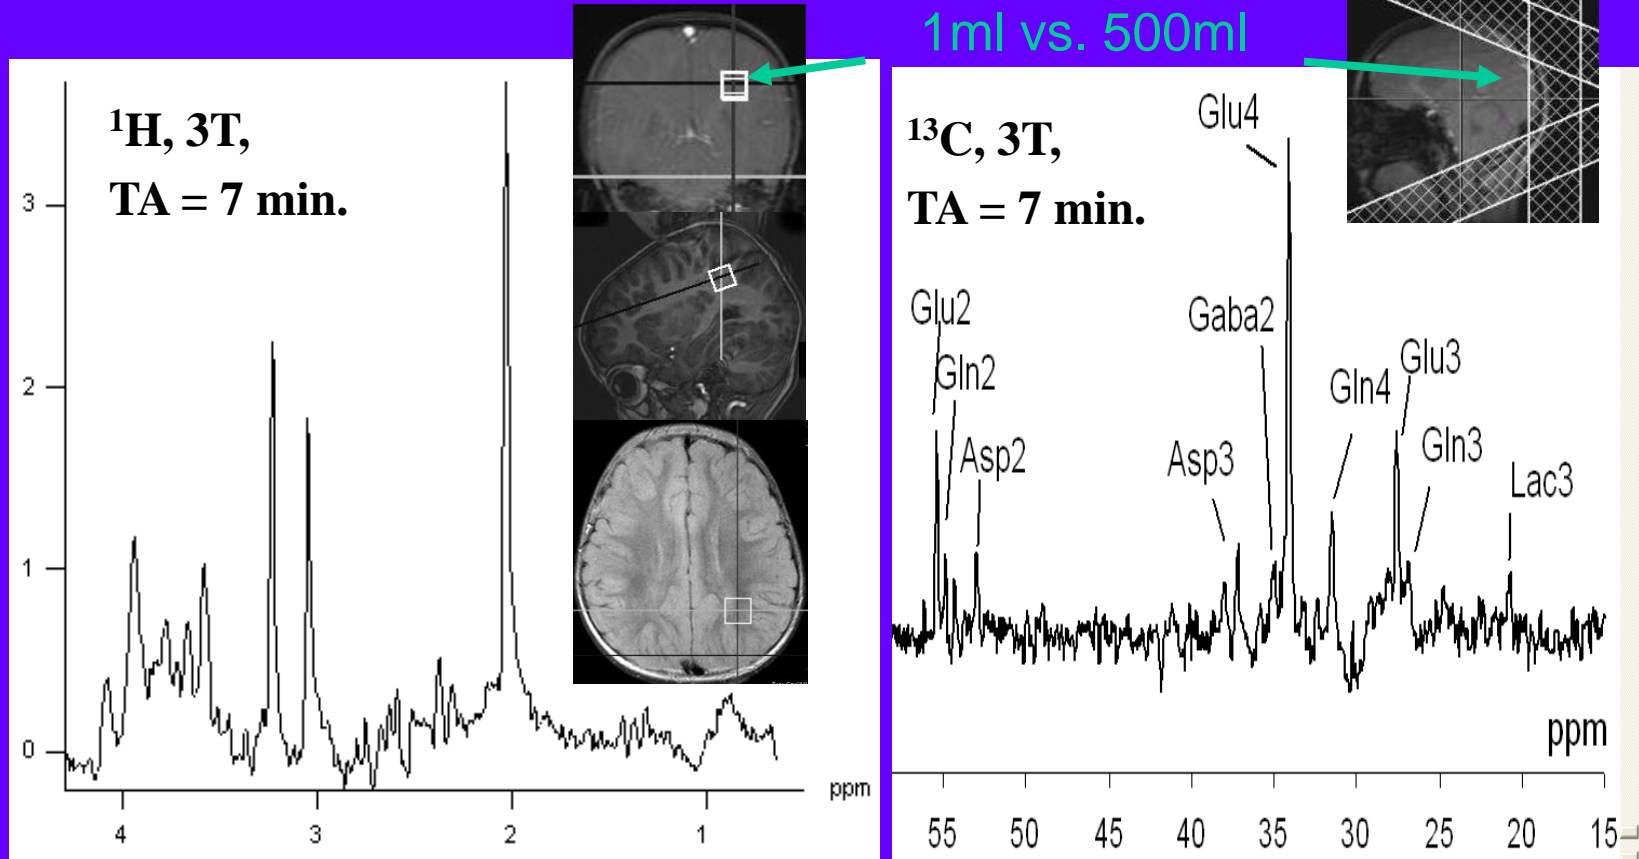 1ml vs. 500ml
¹H, 3T,
TA = 7 min.
3
2
1
0
ppm
4 3 2 1
¹³C, 3T,
TA = 7 min.
Glu4
Glu2
Gln2
Asp2
Asp3
Gaba2
Gln4
Glu3
Gln3
Lac3
ppm
55 50 45 40 35 30 25 20 15